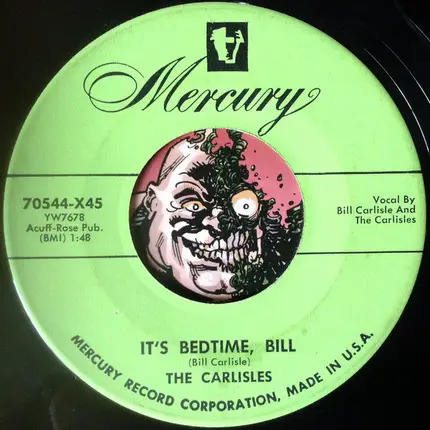 Mercury
70544-X45
YW7678
Acuff-Rose Pub.
(BMI) 1:48
Vocal By
Bill Carlisle And
The Carlisles
IT'S BEDTIME, BILL
(Bill Carlisle)
THE CARLISLES
MERCURY RECORD CORPORATION, MADE IN U.S.A.